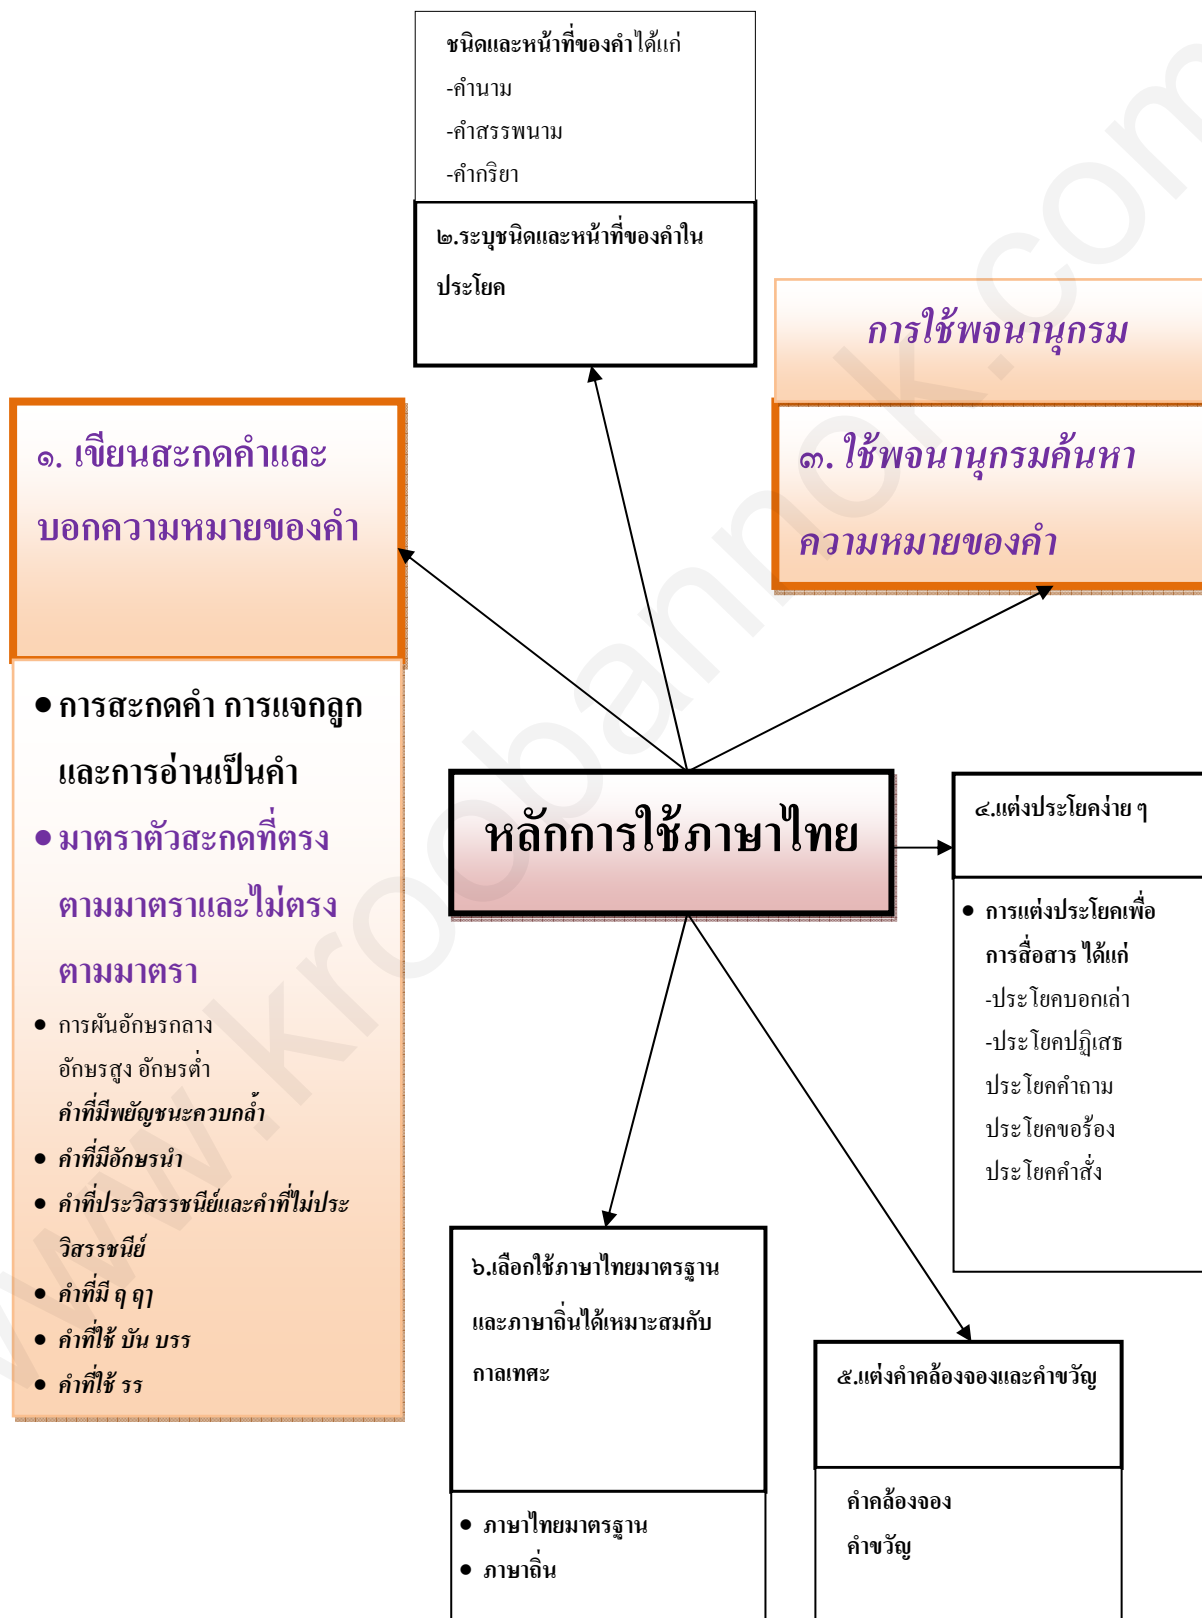 ชนิดและหน้าที่ของคำ ได้แก่
-คำนาม
-คำสรรพนาม
-คำกริยา
๒.ระบุชนิดและหน้าที่ของคำใน
ประโยค
การใช้พจนานุกรม
๓. ใช้พจนานุกรมค้นหา
ความหมายของคำ
๑. เขียนสะกดคำและ
บอกความหมายของคำ
• การสะกดคำ การแจกลูก
และการอ่านเป็นคำ
• มาตราตัวสะกดที่ตรง
ตามมาตราและไม่ตรง
ตามมาตรา
• การผันอักษรกลาง
อักษรสูง อักษรต่ำ
คำที่มีพยัญชนะควบกล้ำ
• คำที่มีอักษรนำ
• คำที่ประวิสรรชนีย์และคำที่ไม่ประ
วิสรรชนีย์
• คำที่มี ฤ ฤๅ
• คำที่ใช้ บัน บรร
• คำที่ใช้ รร
หลักการใช้ภาษาไทย
๔.แต่งประโยคง่าย ๆ
• การแต่งประโยคเพื่อ
การสื่อสาร ได้แก่
-ประโยคบอกเล่า
-ประโยคปฏิเสธ
ประโยคคำถาม
ประโยคขอร้อง
ประโยคคำสั่ง
๖.เลือกใช้ภาษาไทยมาตรฐาน
และภาษาถิ่นได้เหมาะสมกับ
กาลเทศะ
• ภาษาไทยมาตรฐาน
• ภาษาถิ่น
๕.แต่งคำคล้องจองและคำขวัญ
คำคล้องจอง
คำขวัญ
www.kroobannok.com